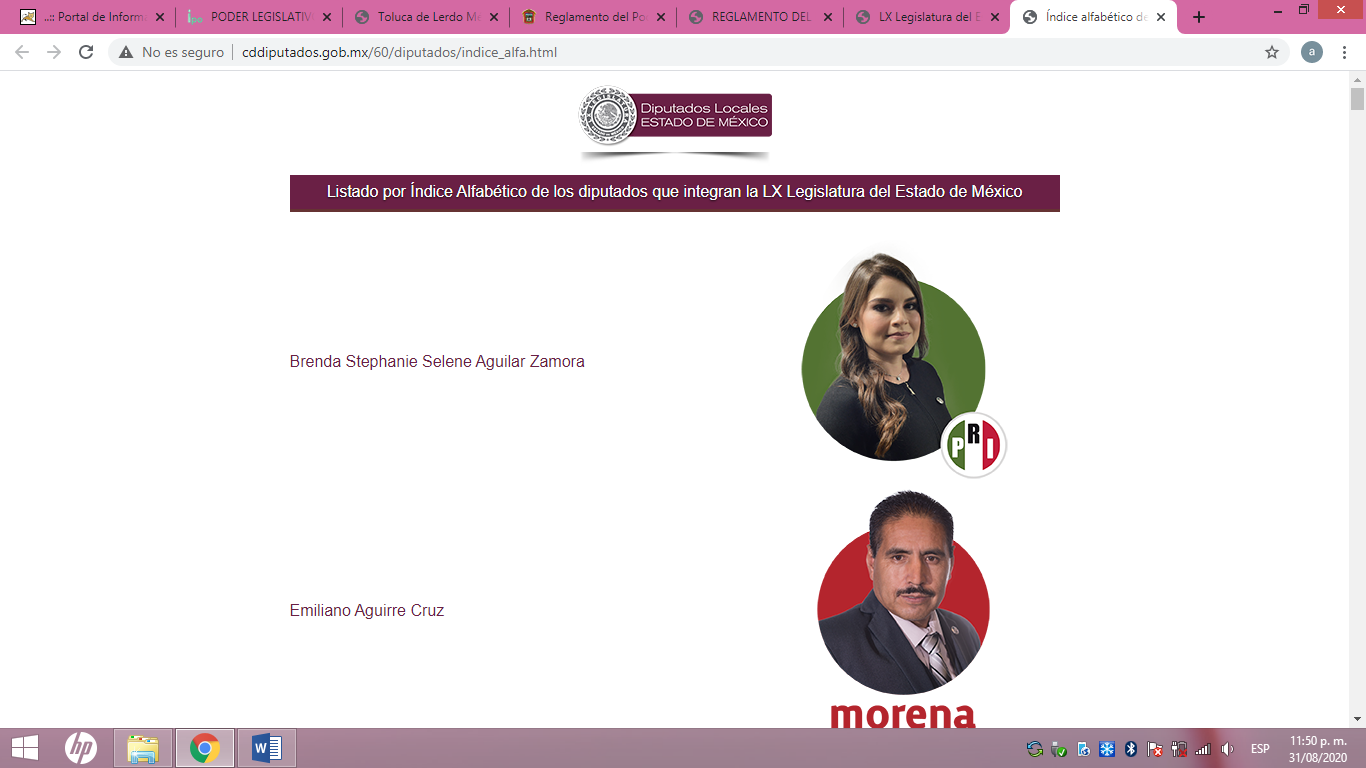 ..:: Portal de Informa
PODER LEGISLATIV
Toluca de Lerdo Mé
Reglamento del Po
REGLAMENTO DEL
LX Legislatura del E
Índice alfabético de
No es seguro
cddiputados.gob.mx/60/diputados/indice_alfa.html
a
Diputados Locales
ESTADO DE MÉXICO
Listado por Índice Alfabético de los diputados que integran la LX Legislatura del Estado de México
Brenda Stephanie Selene Aguilar Zamora
PRI
Emiliano Aguirre Cruz
morena
hp
W
ESP
11:50 p. m.
31/08/2020